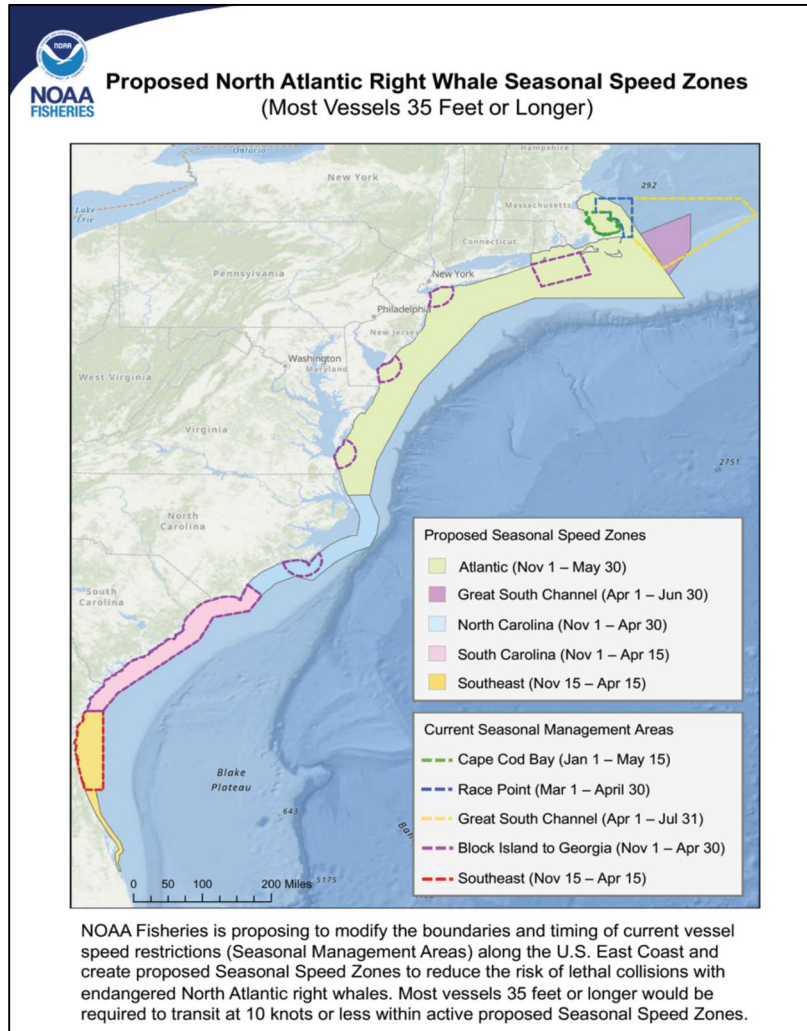 NOAA
NOAA
FISHERIES
Proposed North Atlantic Right Whale Seasonal Speed Zones
(Most Vessels 35 Feet or Longer)
Ontario
Hampshire
New York
292
Lake
Erie
Massachusetts
Connecticut
Pennsylvania
New York
Philadelphia
New Jersey
Washington
Maryland
West Virginia
Virginia
2751
North
Carolina
South
Carolina
Proposed Seasonal Speed Zones
Atlantic (Nov 1 – May 30)
Great South Channel (Apr 1 – Jun 30)
North Carolina (Nov 1 – Apr 30)
South Carolina (Nov 1 – Apr 15)
Southeast (Nov 15 – Apr 15)
Current Seasonal Management Areas
Cape Cod Bay (Jan 1 – May 15)
Race Point (Mar 1 – April 30)
Great South Channel (Apr 1 – Jul 31)
Block Island to Georgia (Nov 1 – Apr 30)
Southeast (Nov 15 – Apr 15)
Blake
Plateau
643
0 50 100 200 Miles
5175
NOAA Fisheries is proposing to modify the boundaries and timing of current vessel
speed restrictions (Seasonal Management Areas) along the U.S. East Coast and
create proposed Seasonal Speed Zones to reduce the risk of lethal collisions with
endangered North Atlantic right whales. Most vessels 35 feet or longer would be
required to transit at 10 knots or less within active proposed Seasonal Speed Zones.